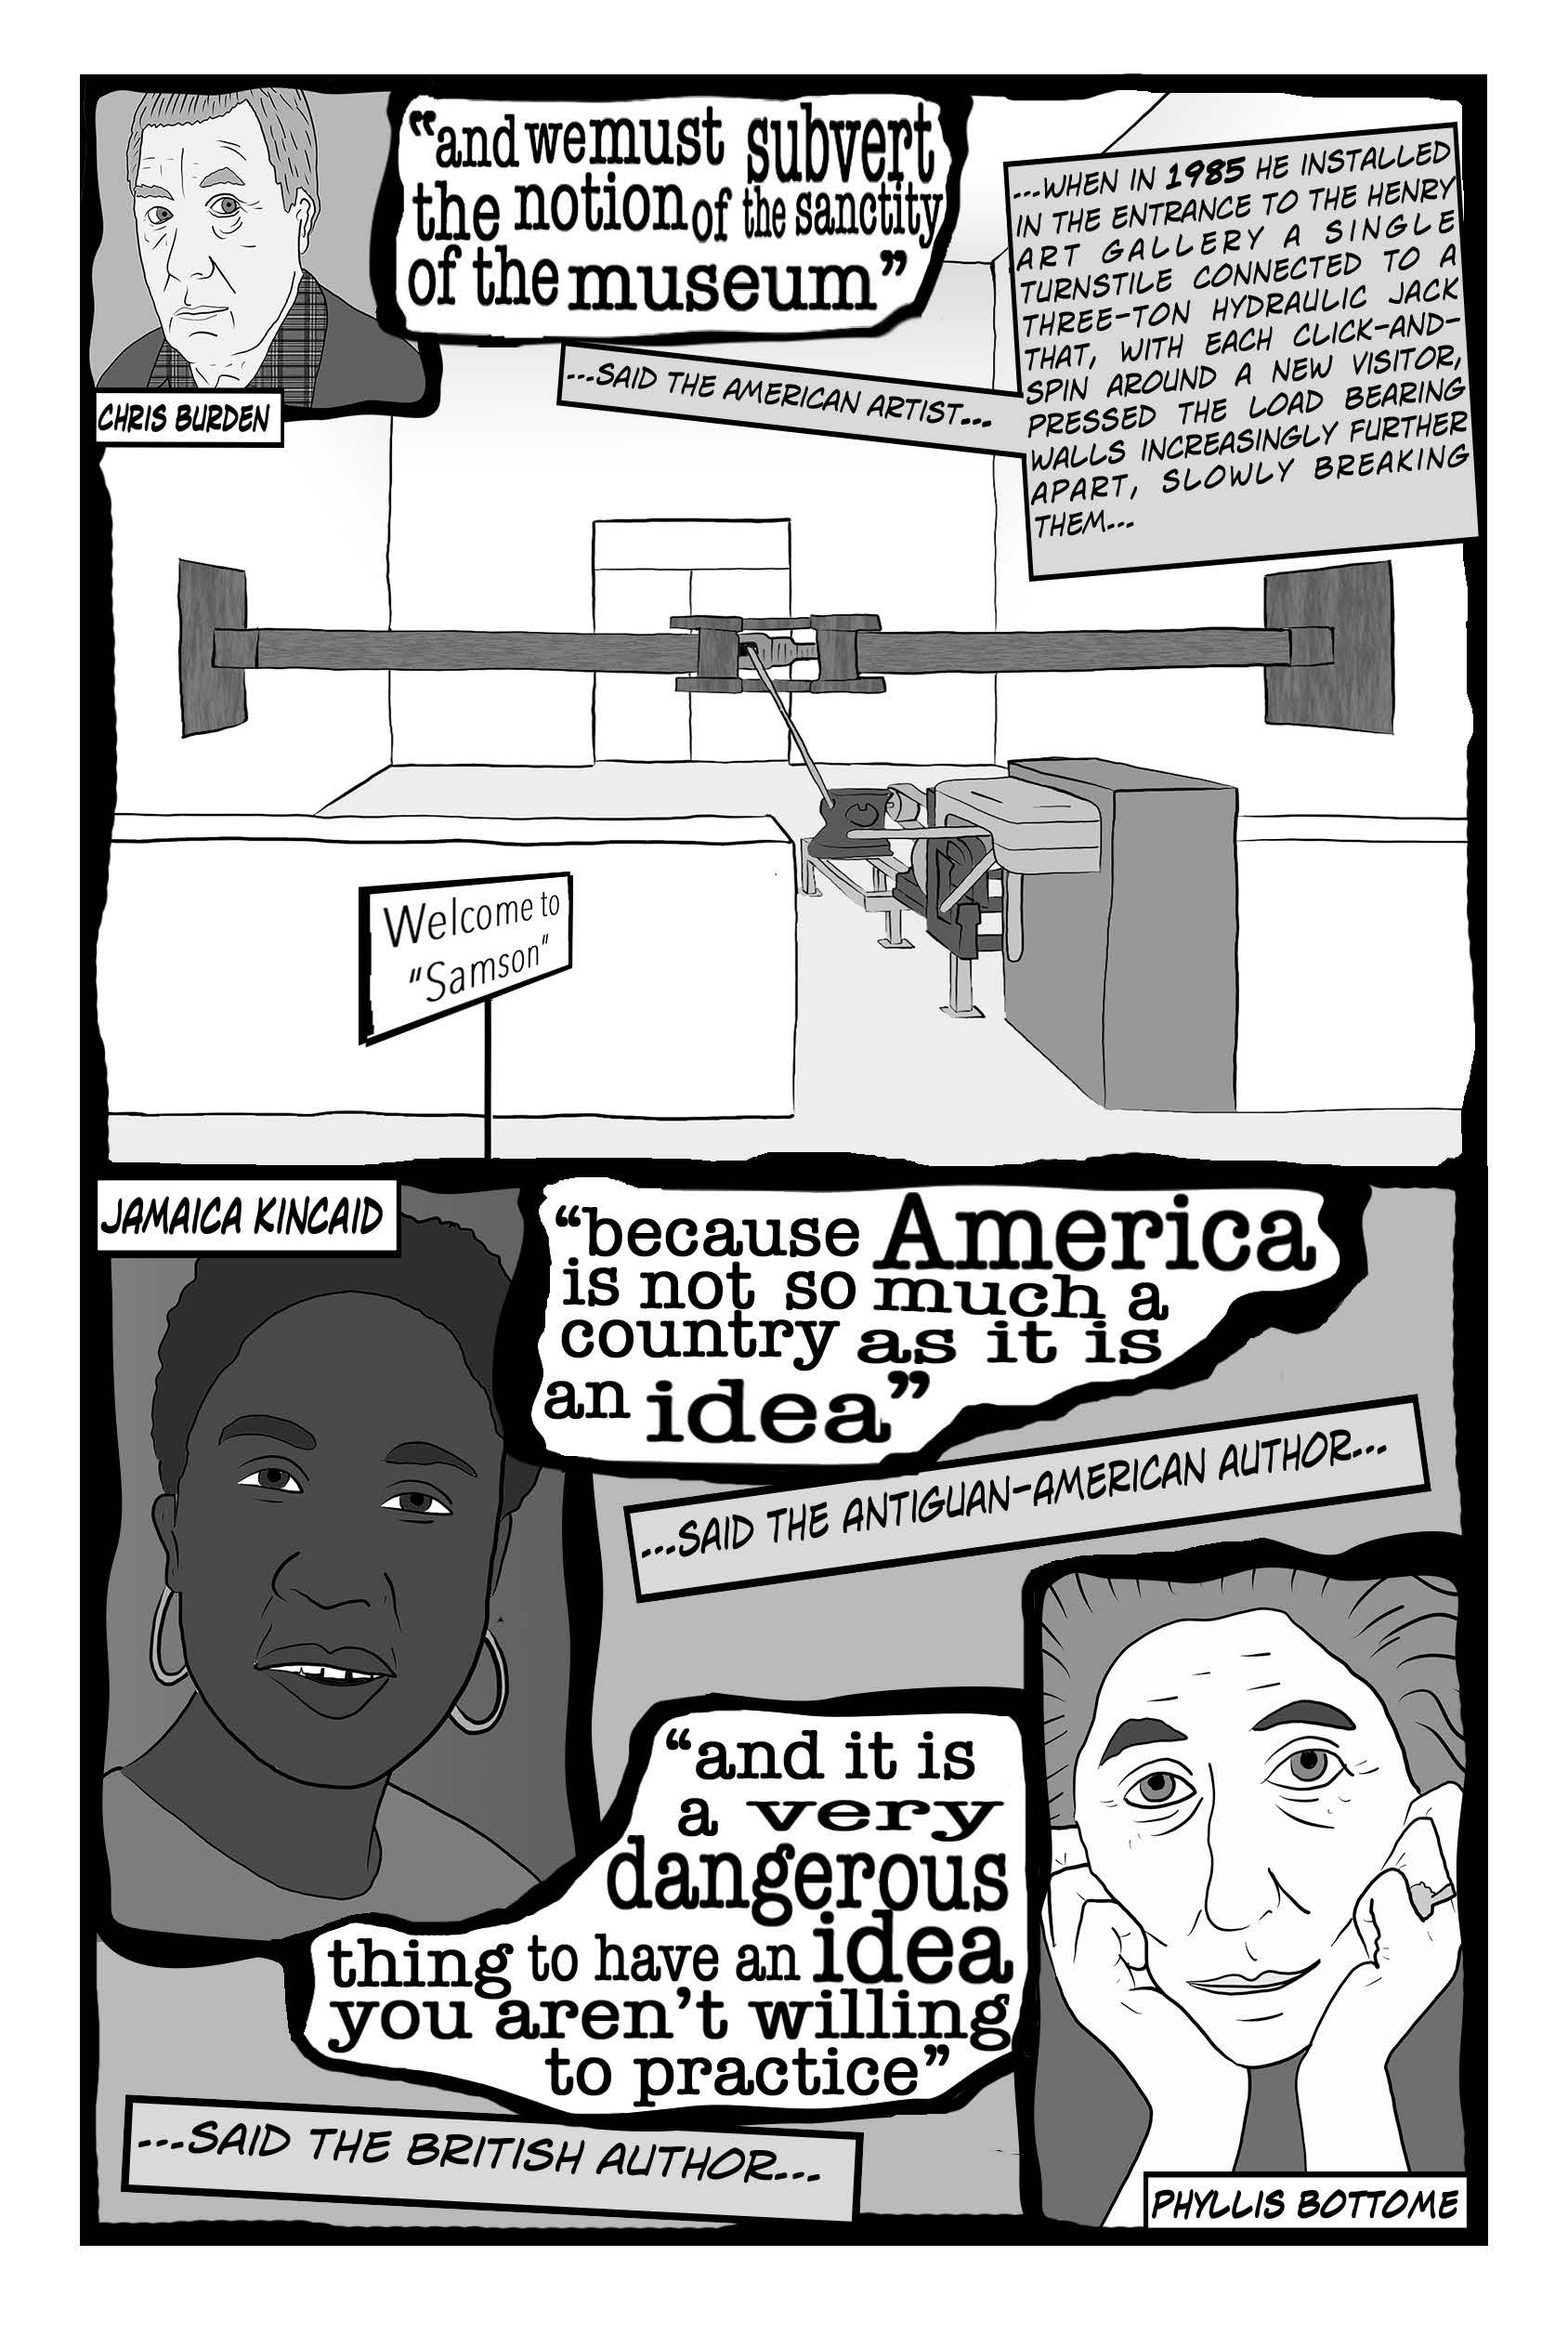 “and we must subvert
the notion of the sanctity
of the museum”
CHRIS BURDEN
...SAID THE AMERICAN ARTIST...
...WHEN IN 1985 HE INSTALLED
IN THE ENTRANCE TO THE HENRY
ART GALLERY A SINGLE
TURNSTILE CONNECTED TO A
THREE-TON HYDRAULIC JACK
THAT, WITH EACH CLICK-AND-
SPIN AROUND A NEW VISITOR,
PRESSED THE LOAD BEARING
WALLS INCREASINGLY FURTHER
APART, SLOWLY BREAKING
THEM...
Welcome to
"Samson"
JAMAICA KINCAID
“because America
is not so much a
country as it is
an idea”
...SAID THE ANTIGUAN-AMERICAN AUTHOR...
“and it is
a very
dangerous
thing to have an idea
you aren’t willing
to practice”
...SAID THE BRITISH AUTHOR...
PHYLLIS BOTTOME